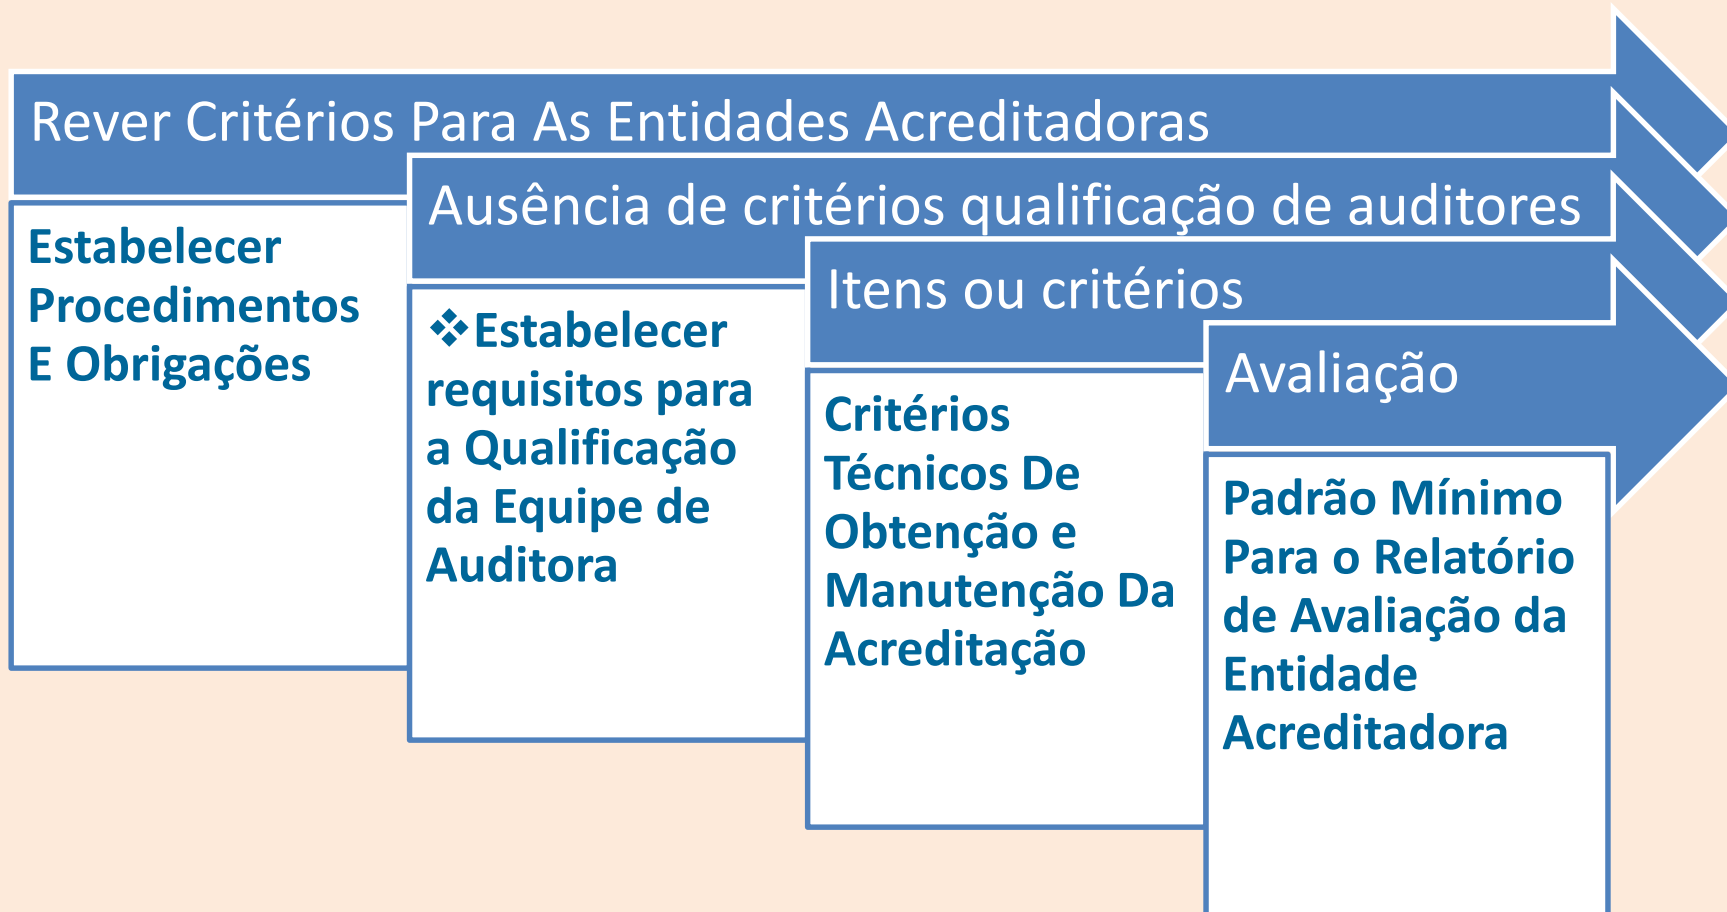 Rever Critérios Para As Entidades Acreditadoras
Estabelecer
Procedimentos
E Obrigações
Ausência de critérios qualificação de auditores
❖Estabelecer
requisitos para
a Qualificação
da Equipe de
Auditora
Itens ou critérios
Critérios
Técnicos De
Obtenção e
Manutenção Da
Acreditação
Avaliação
Padrão Mínimo
Para o Relatório
de Avaliação da
Entidade
Acreditadora